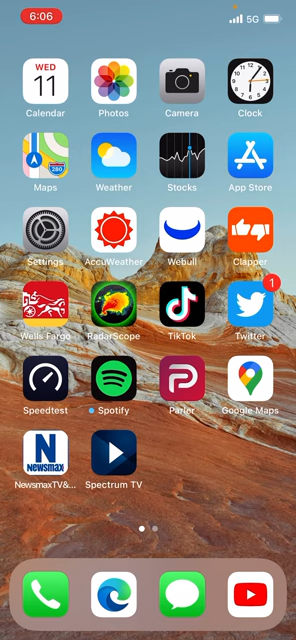 6:06
5G
WED
11
Calendar
Photos
Camera
Clock
280
Maps
Weather
Stocks
App Store
Settings
AccuWeather
Webull
Clapper
1
Wells Fargo
RadarScope
TikTok
Twitter
Speedtest
Spotify
Parler
Google Maps
N
NEWSMAX
NewsmaxTV&...
Spectrum TV